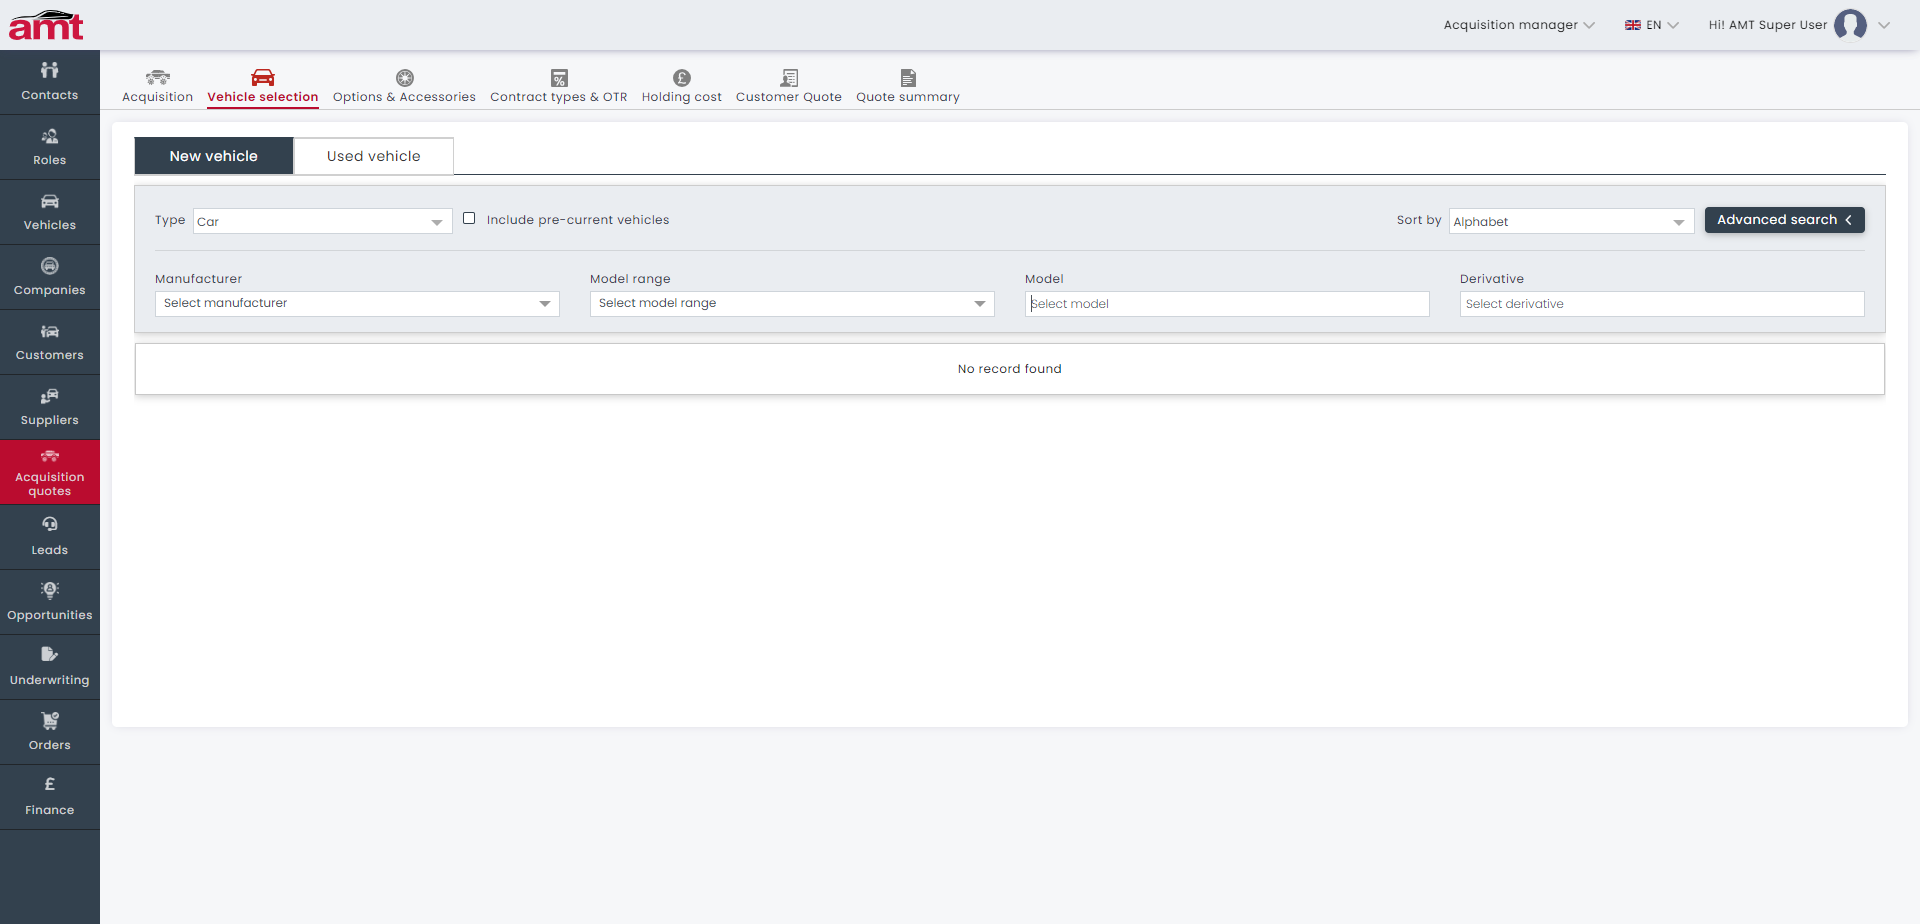 amt
Acquisition manager
EN
Hi! AMT Super User
Contacts
Roles
Vehicles
Companies
Customers
Suppliers
Acquisition
quotes
Leads
Opportunities
Underwriting
Orders
£
Finance
Acquisition
Vehicle selection
Options & Accessories
%
Contract types & OTR
£
Holding cost
Customer Quote
Quote summary
New vehicle
Used vehicle
Type
Car
Include pre-current vehicles
Sort by
Alphabet
Advanced search
Manufacturer
Select manufacturer
Model range
Select model range
Model
Select model
Derivative
Select derivative
No record found